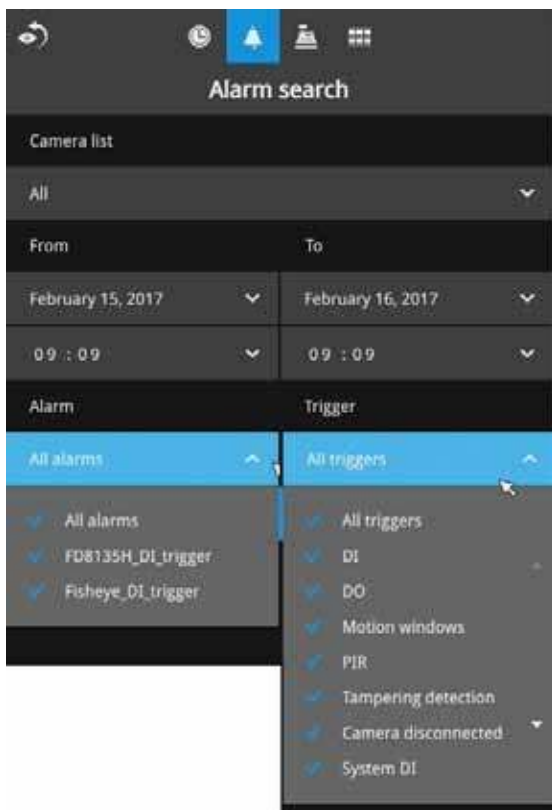 Alarm search
Camera list
All
From To
February 15, 2017 February 16, 2017
09 : 09 09 : 09
Alarm Trigger
All alarms All triggers
All alarms All triggers
FD8135H_DI_trigger DI
Fisheye_DI_trigger DO
Motion windows
PIR
Tampering detection
Camera disconnected
System DI